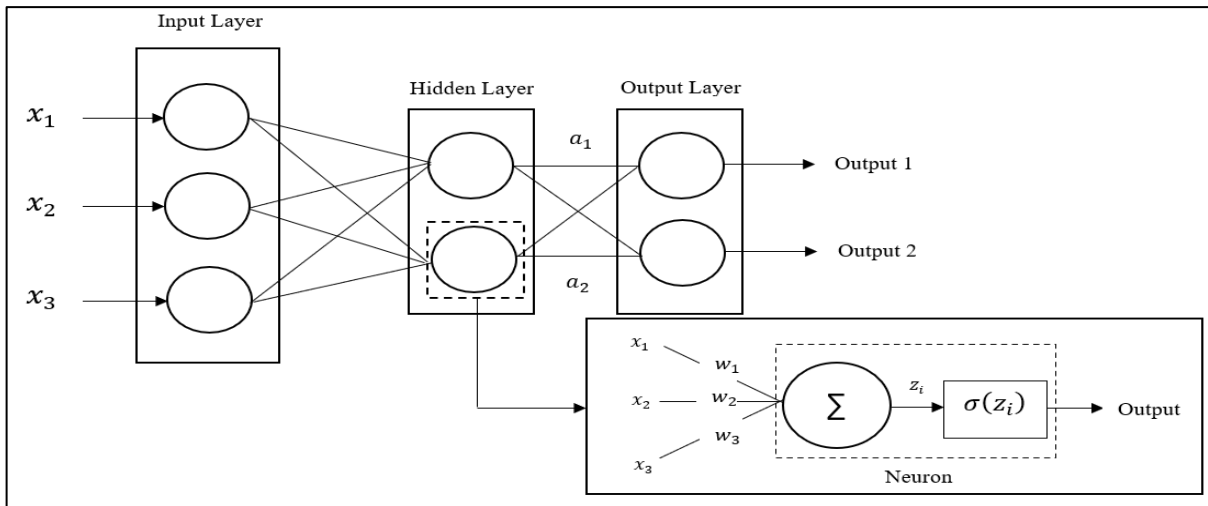 Input Layer
Hidden Layer
Output Layer
x₁
x₂
x₃
a₁
a₂
Output 1
Output 2
x₁
x₂
x₃
w₁
w₂
w₃
Σ
zᵢ
σ(zᵢ)
Output
Neuron